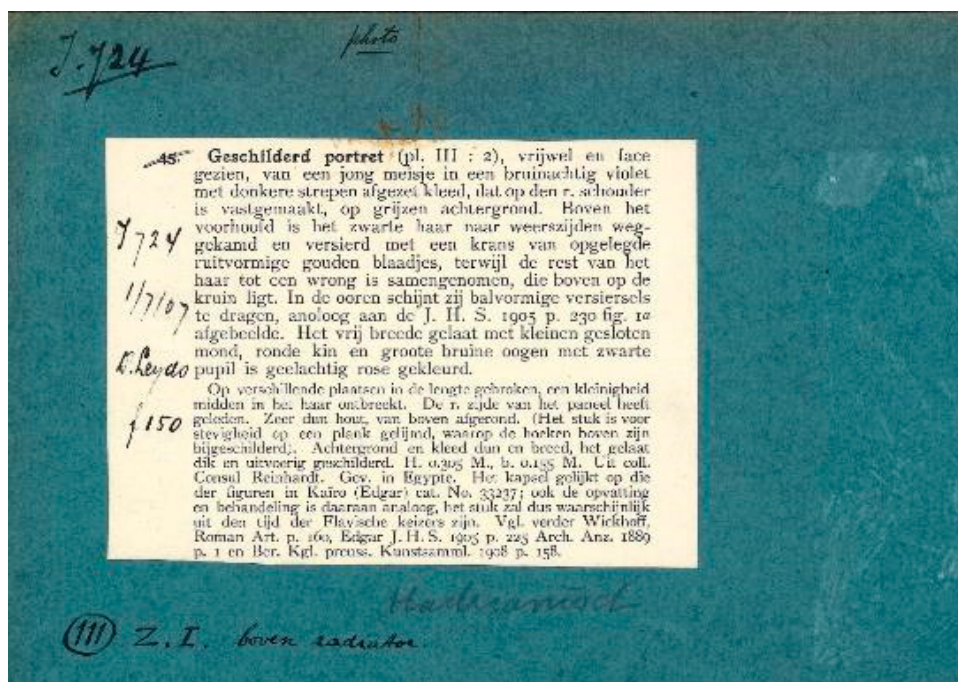 J. 724
photo
45. Geschilderd portret (pl. III : 2), vrijwel en face
gezien, van een jong meisje in een bruinachtig violet
met donkere strepen afgezet kleed, dat op den r. schouder
is vastgemaakt, op grijzen achtergrond. Boven het
voorhoofd is het zwarte haar naar weerszijden weg-
gekamd en versierd met een krans van opgelegde
ruitvormige gouden blaadjes, terwijl de rest van het
haar tot een wrong is samengenomen, die boven op de
kruin ligt. In de ooren schijnt zij balvormige versiersels
te dragen, anoloog aan de J. H. S. 1905 p. 230 fig. 1a
afgebeelde. Het vrij breede gelaat met kleinen gesloten
mond, ronde kin en groote bruine oogen met zwarte
pupil is geelachtig rose gekleurd.
Op verschillende plaatsen in de lengte gebroken, een kleinigheid
midden in het haar ontbreekt. De r. zijde van het paneel heeft
geleden. Zeer dun hout, van boven afgerond. (Het stuk is voor
stevigheid op een plank gelijmd, waarop de hoeken boven zijn
bijgeschilderd). Achtergrond en kleed dun en breed, het gelaat
dik en uitvoerig geschilderd. H. 0.305 M., b. 0.155 M. Uit coll.
Consul Reinhardt. Gev. in Egypte. Het kapsel gelijkt op die
der figuren in Kaïro (Edgar) cat. No. 33237; ook de opvatting
en behandeling is daaraan analoog, het stuk zal dus waarschijnlijk
uit den tijd der Flavische keizers zijn. Vgl. verder Wickhoff,
Roman Art. p. 160, Edgar J. H. S. 1905 p. 225 Arch. Anz. 1889
p. 1 en Ber. Kgl. preuss. Kunstsamml. 1908 p. 158.
J 724
1/7/07
D. Leyds
f 150
Hadrianisch
111 Z. I. boven radiator.